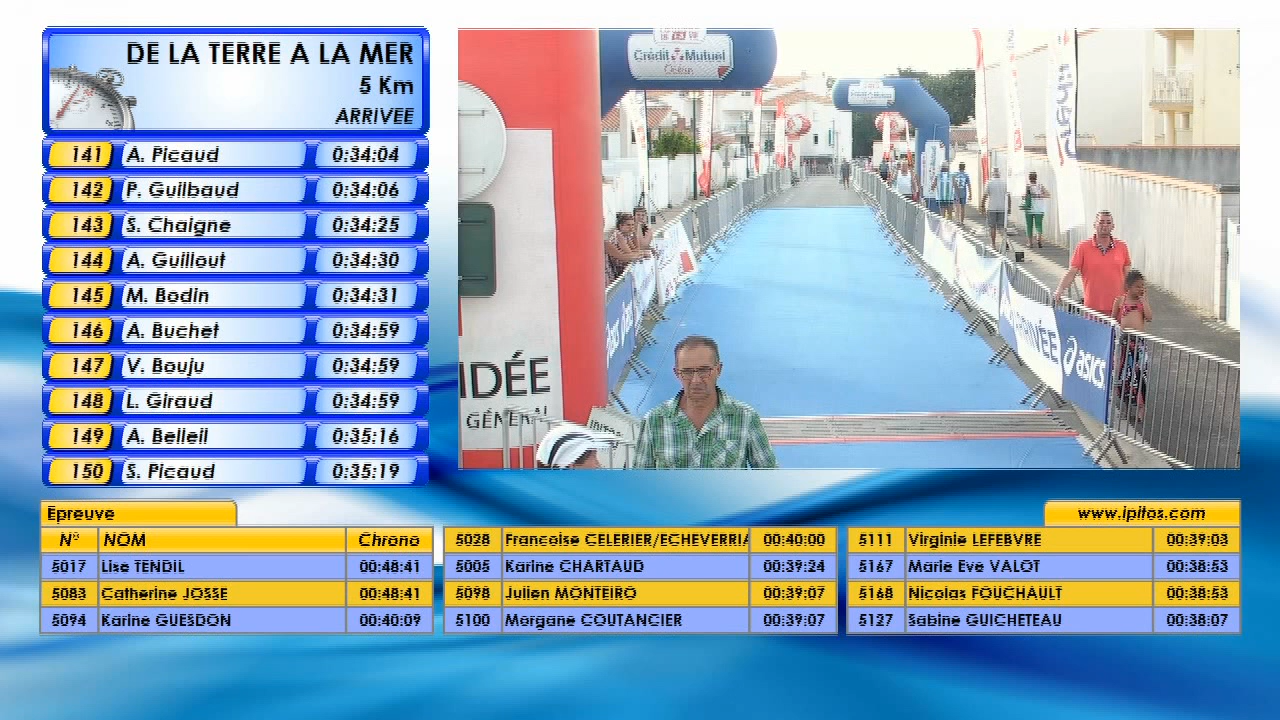 DE LA TERRE A LA MER
5 Km
ARRIVEE
141 A. Picaud 0:34:04
142 P. Guilbaud 0:34:06
143 S. Chaigne 0:34:25
144 A. Guillout 0:34:30
145 M. Bodin 0:34:31
146 A. Buchet 0:34:59
147 V. Bouju 0:34:59
148 L. Giraud 0:34:59
149 A. Belleil 0:35:16
150 S. Picaud 0:35:19
Crédit Mutuel
Océan
Crédit Mutuel
IDÉE
GÉNÉRAL
ARRIVÉE
asics
Epreuve
www.ipitos.com
N° NOM Chrono
5017 Lise TENDIL 00:48:41
5083 Catherine JOSSE 00:48:41
5094 Karine GUESDON 00:40:09
5028 Francoise CELERIER/ECHEVERRIA 00:40:00
5005 Karine CHARTAUD 00:39:24
5098 Julien MONTEIRO 00:39:07
5100 Morgane COUTANCIER 00:39:07
5111 Virginie LEFEBVRE 00:39:03
5167 Marie Eve VALOT 00:38:53
5168 Nicolas FOUCHAULT 00:38:53
5127 Sabine GUICHETEAU 00:38:07